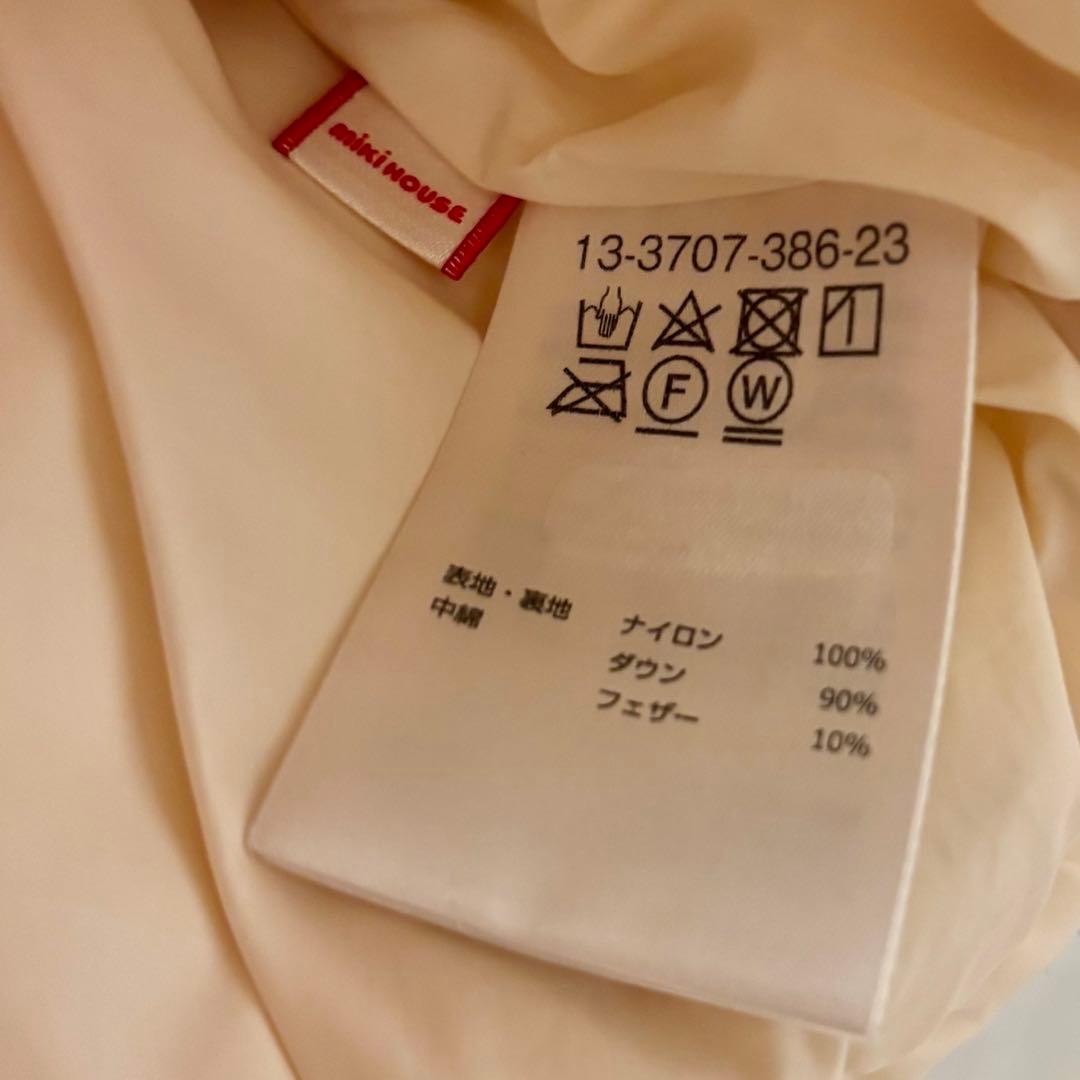 miki HOUSE
13-3707-386-23
F W
表地・裏地 ナイロン 100%
中綿 ダウン 90%
フェザー 10%